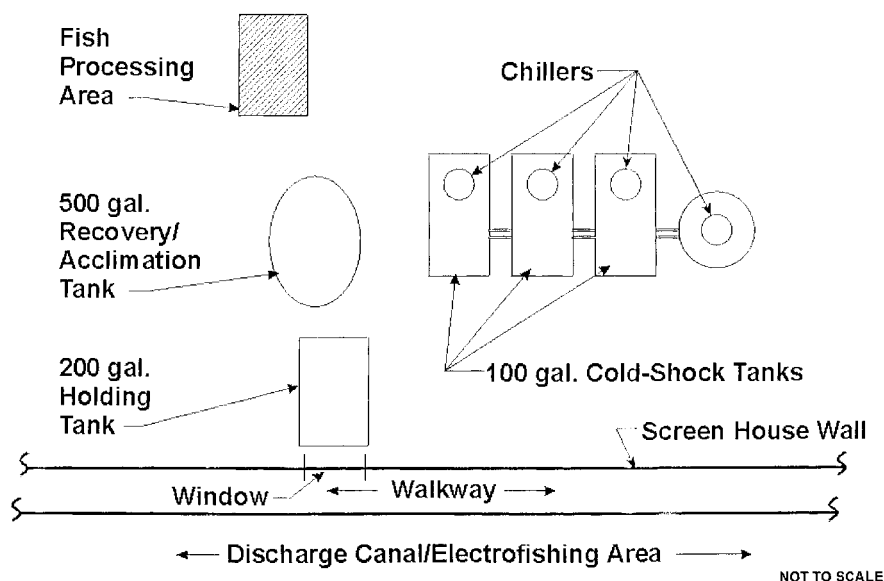 Fish
Processing
Area
Chillers
500 gal.
Recovery/
Acclimation
Tank
200 gal.
Holding
Tank
100 gal. Cold-Shock Tanks
Screen House Wall
Window
Walkway
Discharge Canal/Electrofishing Area
NOT TO SCALE